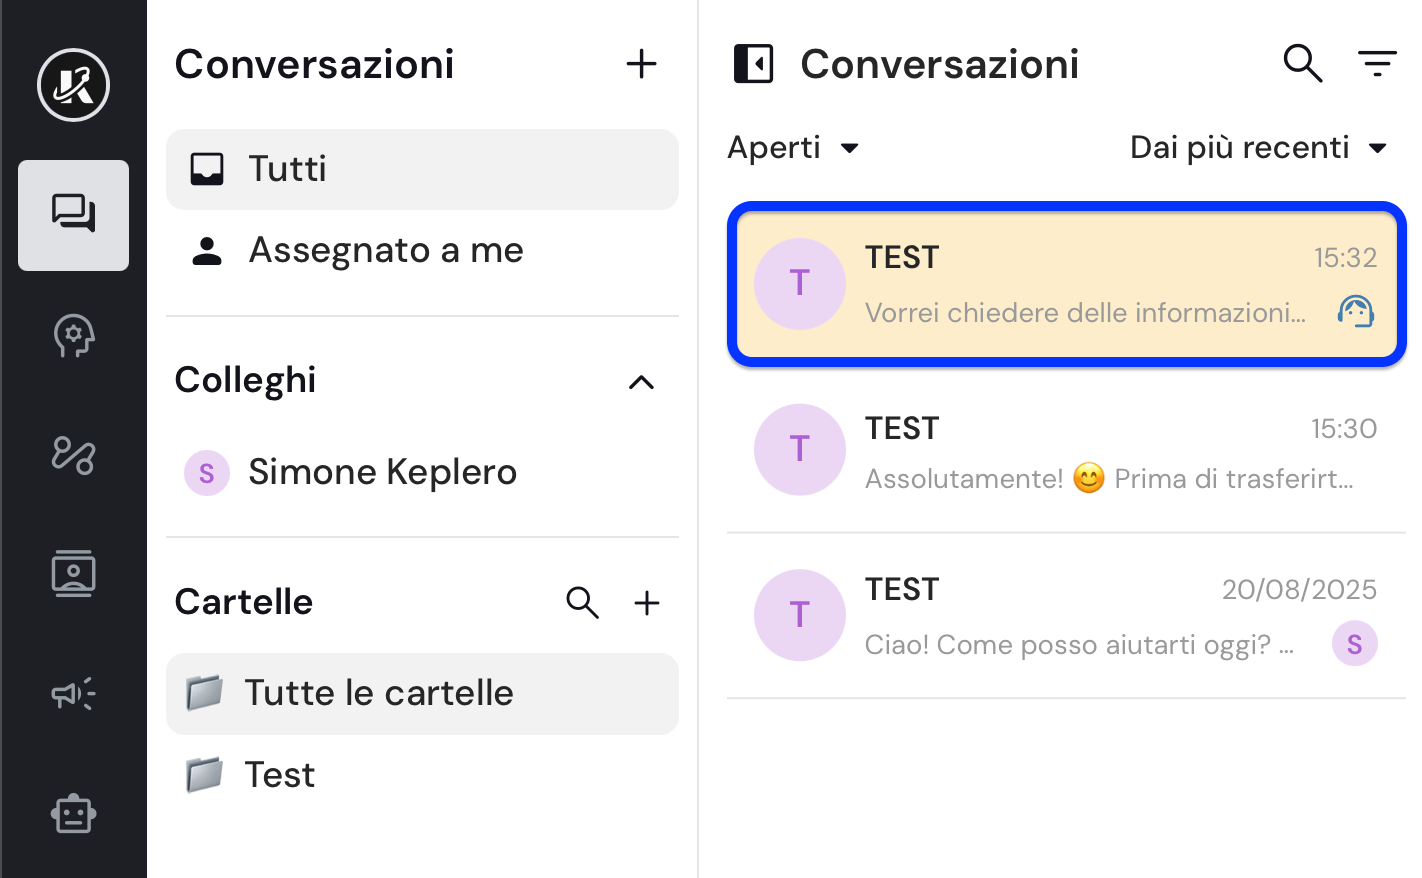 Conversazioni
Tutti
Assegnato a me
Colleghi
S Simone Keplero
Cartelle
Tutte le cartelle
Test
Conversazioni
Aperti Dai più recenti
T TEST 15:32
Vorrei chiedere delle informazioni...
T TEST 15:30
Assolutamente! 😊 Prima di trasferirt...
T TEST 20/08/2025
Ciao! Come posso aiutarti oggi? ... S